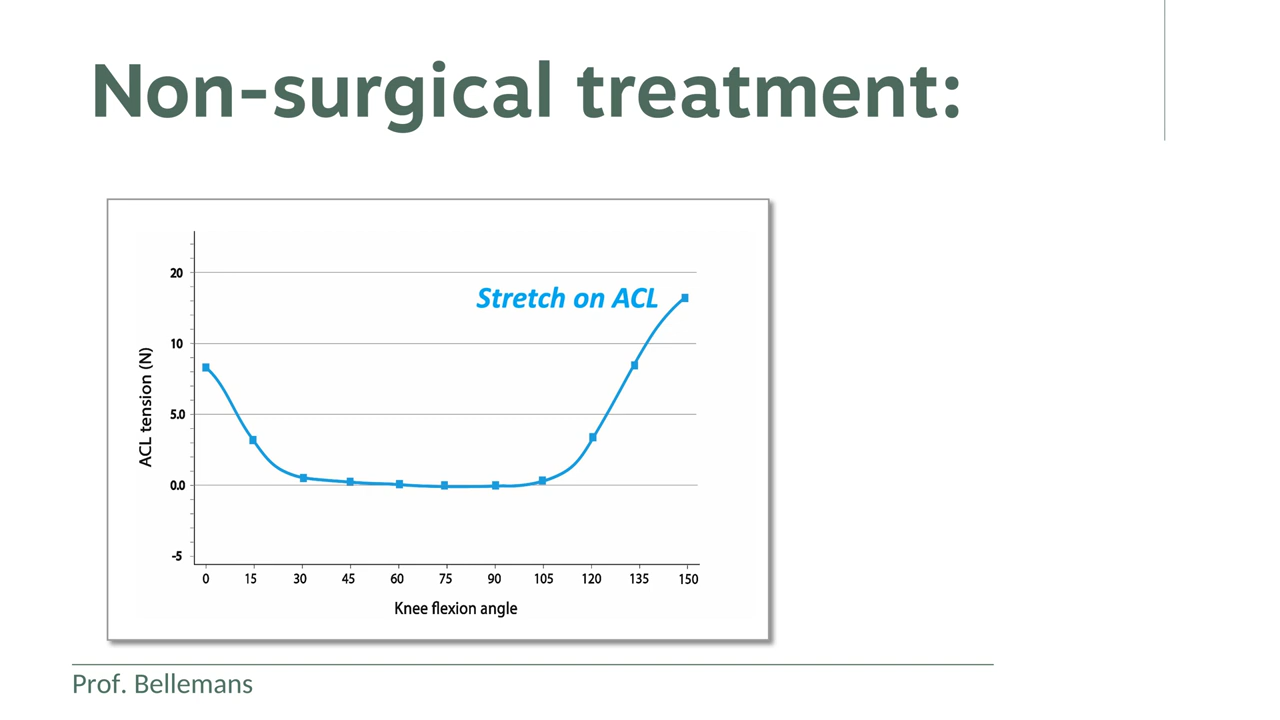 Non-surgical treatment:
Stretch on ACL
ACL tension (N)
20
10
5.0
0.0
-5
0 15 30 45 60 75 90 105 120 135 150
Knee flexion angle
Prof. Bellemans